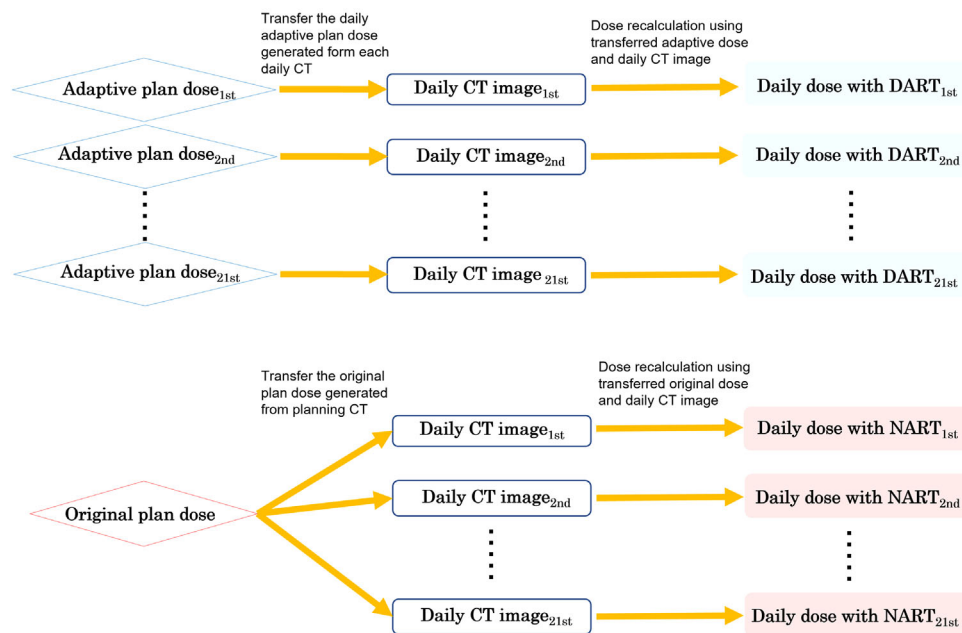 Transfer the daily
adaptive plan dose
generated form each
daily CT
Dose recalculation using
transferred adaptive dose
and daily CT image
Adaptive plan dose1st
Daily CT image1st
Daily dose with DART1st
Adaptive plan dose2nd
Daily CT image2nd
Daily dose with DART2nd
Adaptive plan dose21st
Daily CT image 21st
Daily dose with DART21st
Transfer the original
plan dose generated
from planning CT
Dose recalculation using
transferred original dose
and daily CT image
Daily CT image1st
Daily dose with NART1st
Original plan dose
Daily CT image2nd
Daily dose with NART2nd
Daily CT image21st
Daily dose with NART21st